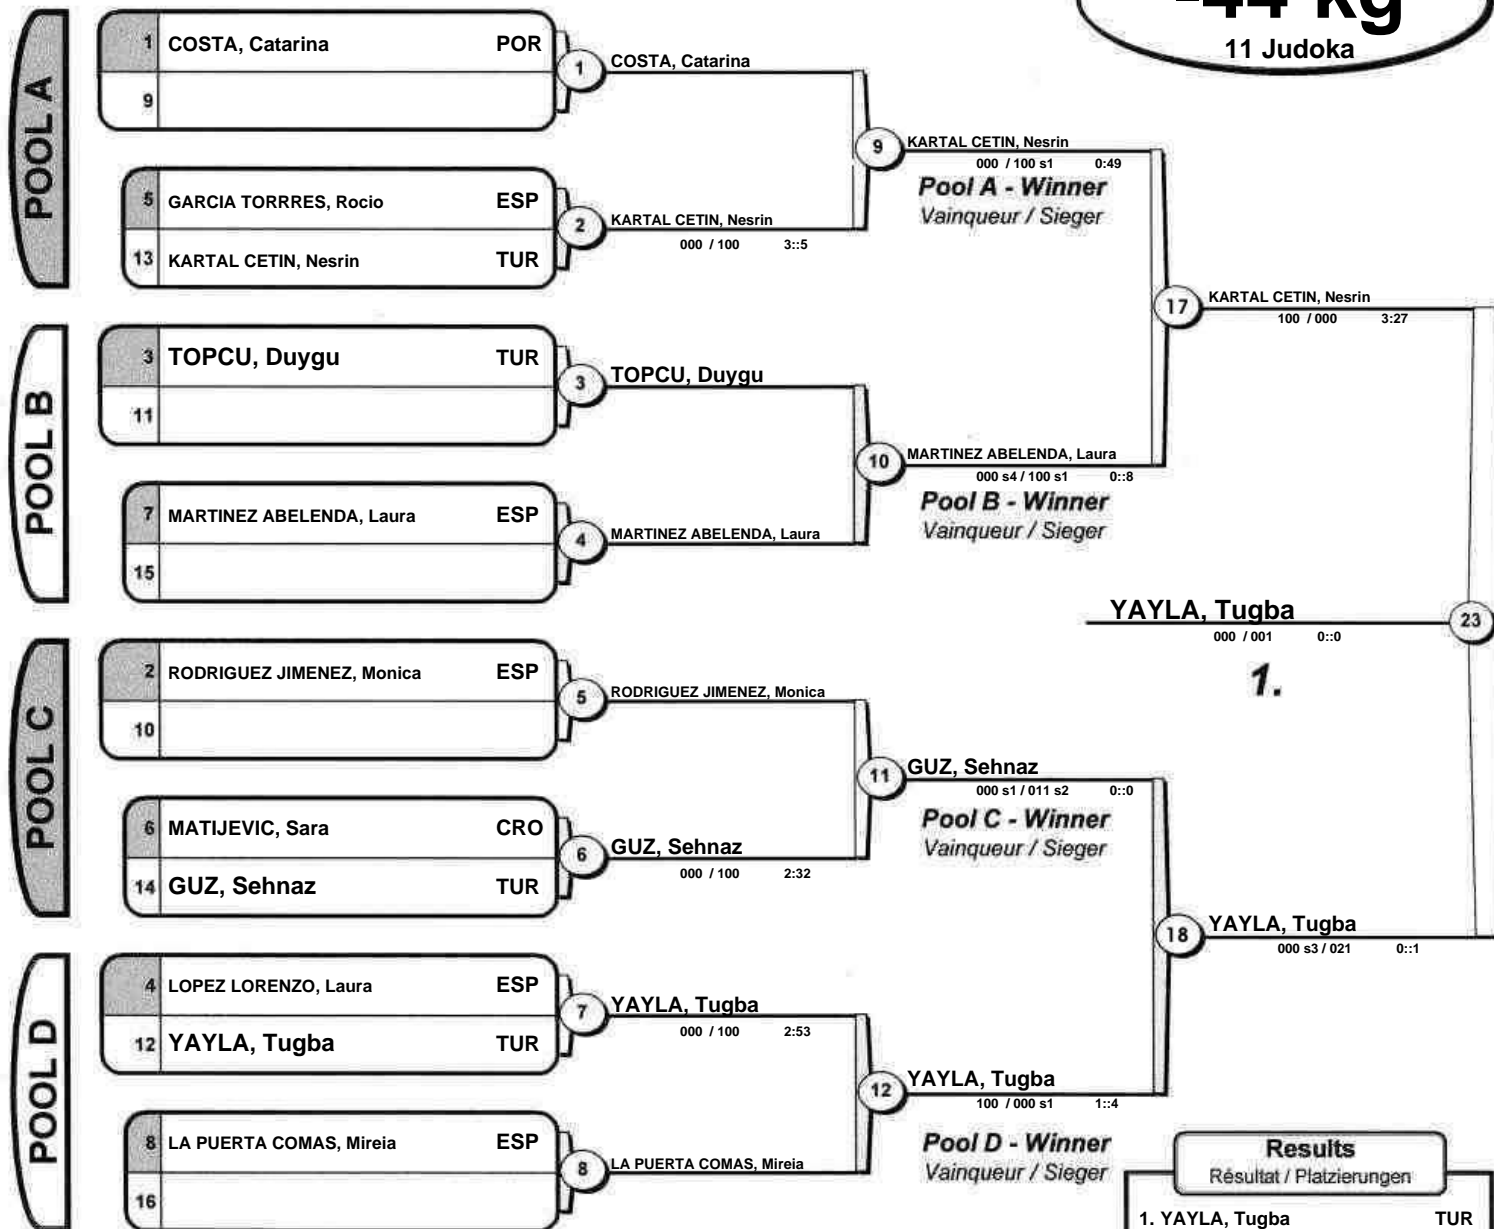 -44 kg
11 Judoka
POOL A
1 COSTA, Catarina POR
9
1 COSTA, Catarina
5 GARCIA TORRRES, Rocio ESP
13 KARTAL CETIN, Nesrin TUR
2 KARTAL CETIN, Nesrin
000 / 100 3::5
9 KARTAL CETIN, Nesrin
000 / 100 s1 0:49
Pool A - Winner
Vainqueur / Sieger
POOL B
3 TOPCU, Duygu TUR
11
3 TOPCU, Duygu
7 MARTINEZ ABELENDA, Laura ESP
15
4 MARTINEZ ABELENDA, Laura
10 MARTINEZ ABELENDA, Laura
000 s4 / 100 s1 0::8
Pool B - Winner
Vainqueur / Sieger
17 KARTAL CETIN, Nesrin
100 / 000 3:27
YAYLA, Tugba 23
000 / 001 0::0
1.
POOL C
2 RODRIGUEZ JIMENEZ, Monica ESP
10
5 RODRIGUEZ JIMENEZ, Monica
6 MATIJEVIC, Sara CRO
14 GUZ, Sehnaz TUR
6 GUZ, Sehnaz
000 / 100 2:32
11 GUZ, Sehnaz
000 s1 / 011 s2 0::0
Pool C - Winner
Vainqueur / Sieger
18 YAYLA, Tugba
000 s3 / 021 0::1
POOL D
4 LOPEZ LORENZO, Laura ESP
12 YAYLA, Tugba TUR
7 YAYLA, Tugba
000 / 100 2:53
8 LA PUERTA COMAS, Mireia ESP
16
8 LA PUERTA COMAS, Mireia
12 YAYLA, Tugba
100 / 000 s1 1::4
Pool D - Winner
Vainqueur / Sieger
Results
Résultat / Platzierungen
1. YAYLA, Tugba TUR